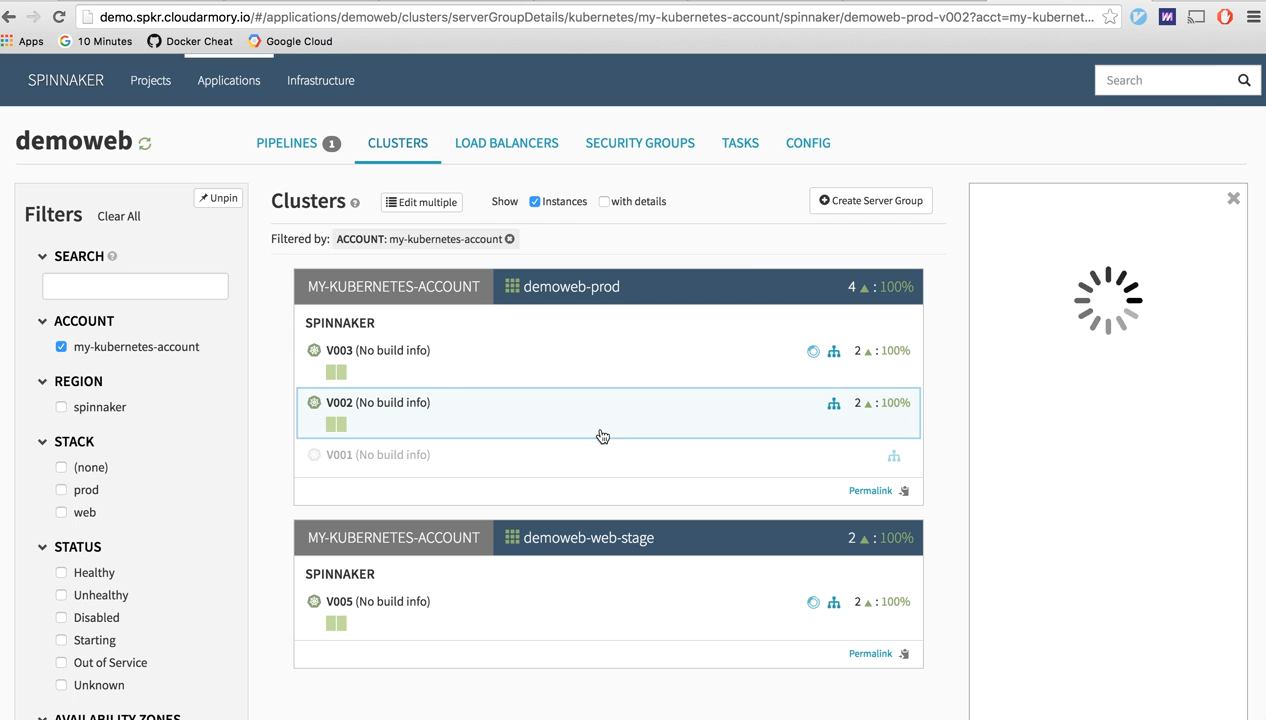 demo.spkr.cloudarmory.io/#/applications/demoweb/clusters/serverGroupDetails/kubernetes/my-kubernetes-account/spinnaker/demoweb-prod-v002?acct=my-kubernet...
Apps 10 Minutes Docker Cheat Google Cloud
SPINNAKER Projects Applications Infrastructure Search
demoweb PIPELINES 1 CLUSTERS LOAD BALANCERS SECURITY GROUPS TASKS CONFIG
Unpin
Filters Clear All
SEARCH ?
ACCOUNT
my-kubernetes-account
REGION
spinnaker
STACK
(none)
prod
web
STATUS
Healthy
Unhealthy
Disabled
Starting
Out of Service
Unknown
AVAILABILITY ZONES
Clusters ? Edit multiple Show Instances with details Create Server Group
Filtered by: ACCOUNT: my-kubernetes-account
MY-KUBERNETES-ACCOUNT demoweb-prod 4 : 100%
SPINNAKER
V003 (No build info) 2 : 100%
V002 (No build info) 2 : 100%
V001 (No build info)
Permalink
MY-KUBERNETES-ACCOUNT demoweb-web-stage 2 : 100%
SPINNAKER
V005 (No build info) 2 : 100%
Permalink